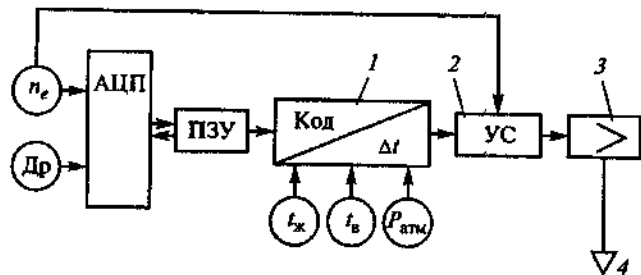 1
2
3
n_e
АЦП
ПЗУ
Код
Δt
УС
>
Др
t_ж
t_в
P_атм
4